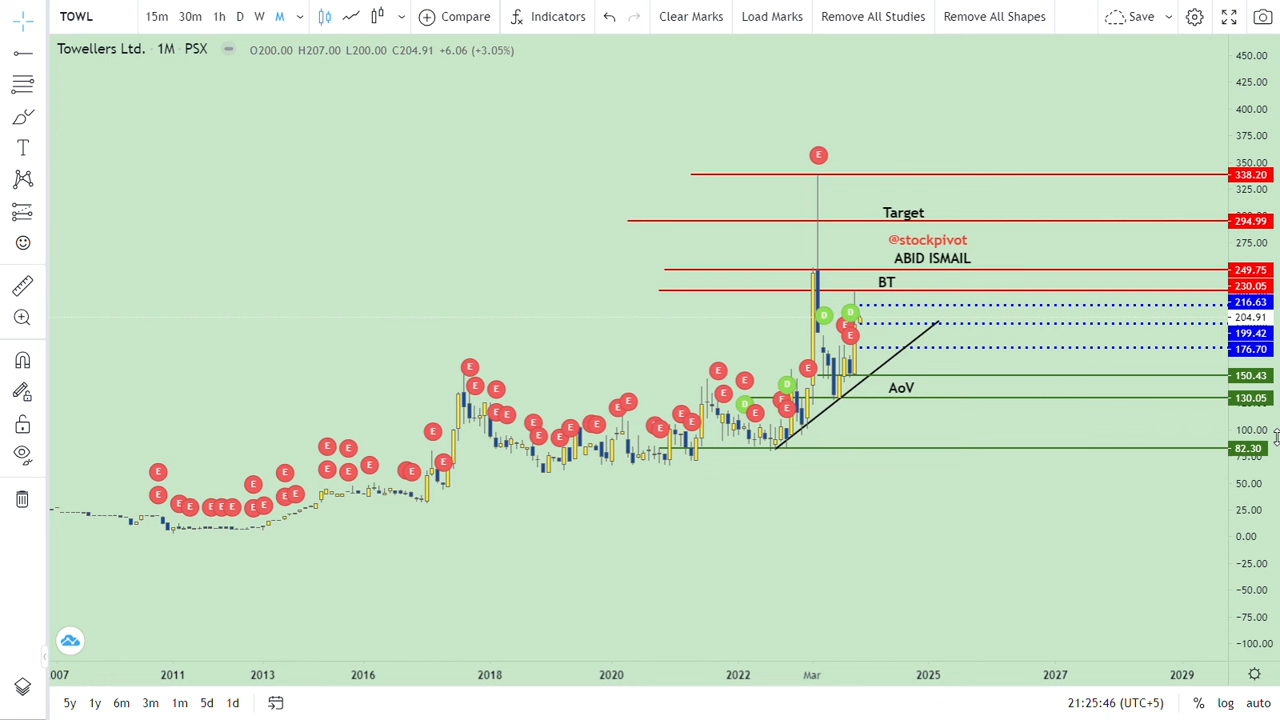 TOWL 15m 30m 1h D W M Compare Indicators Clear Marks Load Marks Remove All Studies Remove All Shapes Save
Towellers Ltd. · 1M · PSX O200.00 H207.00 L200.00 C204.91 +6.06 (+3.05%)
450.00
425.00
400.00
375.00
350.00
338.20
325.00
Target
294.99
@stockpivot
275.00
ABID ISMAIL
249.75
BT
230.05
216.63
204.91
199.42
176.70
150.43
AoV
130.05
100.00
82.30
50.00
25.00
0.00
−25.00
−50.00
−75.00
−100.00
007 2011 2013 2016 2018 2020 2022 Mar 2025 2027 2029
5y 1y 6m 3m 1m 5d 1d 21:25:46 (UTC+5) % log auto